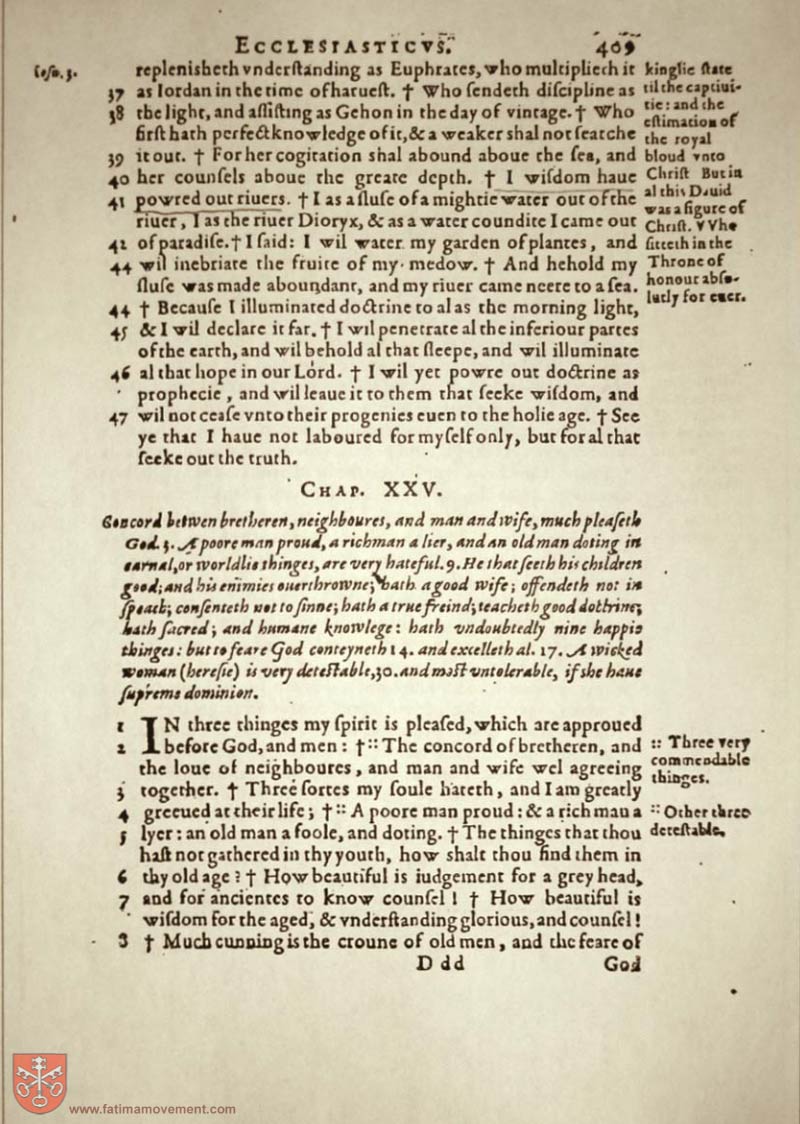 ECCLESIASTICVS. 409
Ioso. 3.
replenisheth vnderſtanding as Euphrates, who multiplieth it
37 as Iordan in the time of harueſt. † Who ſendeth diſcipline as
38 the light, and aſſiſting as Gehon in the day of vintage. † Who
firſt hath perfect knowledge of it, & a weaker shal not ſearche
39 it out. † For her cogitation shal abound aboue the ſea, and
40 her counſels aboue the greate depth. † I wiſdom haue
41 powred out riuers. † I as a ſluſe of a mightie water out of the
riuer, I as the riuer Dioryx, & as a water coundite I came out
42 of paradiſe. † I ſaid: I wil water my garden of plantes, and
44 wil inebriate the fruite of my medow. † And behold my
ſluſe was made aboundant, and my riuer came neere to a ſea.
44 † Becauſe I illuminated doctrine to al as the morning light,
45 & I wil declare it far. † I wil penetrate al the inferiour partes
of the earth, and wil behold al that ſleepe, and wil illuminate
46 al that hope in our Lord. † I wil yet powre out doctrine as
prophecie, and will leaue it to them that ſeeke wiſdom, and
47 wil not ceaſe vnto their progenies euen to the holie age. † See
ye that I haue not laboured for myſelf only, but for al that
ſeeke out the truth.
kinglie ſtate
til the captiui-
tie: and the
eſtimation of
the royal
bloud vnto
Chriſt But in
al this Dauid
was a figure of
Chriſt. VVho
ſitteth in the
Throne of
honour abſo-
lutly for euer.
CHAP. XXV.
Concord betwen bretheren, neighboures, and man and wife, much pleaſeth
God. 3. A poore man proud, a richman a lier, and an old man doting in
carnal, or worldlie thinges, are very hateful. 9. He that ſeeth his children
good; and his enimies ouerthrowne; hath a good wife; offendeth not in
ſpeach; conſenteth not to ſinne; hath a true freind; teacheth good doctrine;
hath ſacred; and humane knowlege: hath vndoubtedly nine happie
thinges: but to feare God conteyneth 14. and excelleth al. 17. A wicked
woman (hereſie) is very deteſtable, 30. and moſt vntolerable, if she haue
ſupreme dominion.
1 IN three thinges my ſpirit is pleaſed, which are approued
2 before God, and men: † :: The concord of bretheren, and
the loue of neighboures, and man and wife wel agreeing
3 together. † Three ſortes my ſoule hateth, and I am greatly
4 greeued at their life; † :: A poore man proud: & a rich man a
5 lyer: an old man a foole, and doting. † The thinges that thou
haſt not gathered in thy youth, how shalt thou find them in
6 thy old age? † How beautiful is iudgement for a grey head,
7 and for ancientes to know counſel! † How beautiful is
wiſdom for the aged, & vnderſtanding glorious, and counſel!
8 † Much cunning is the croune of old men, and the feare of
:: Three very
commendable
thinges.
:: Other three
deteſtable.
D dd God
www.fatimamovement.com